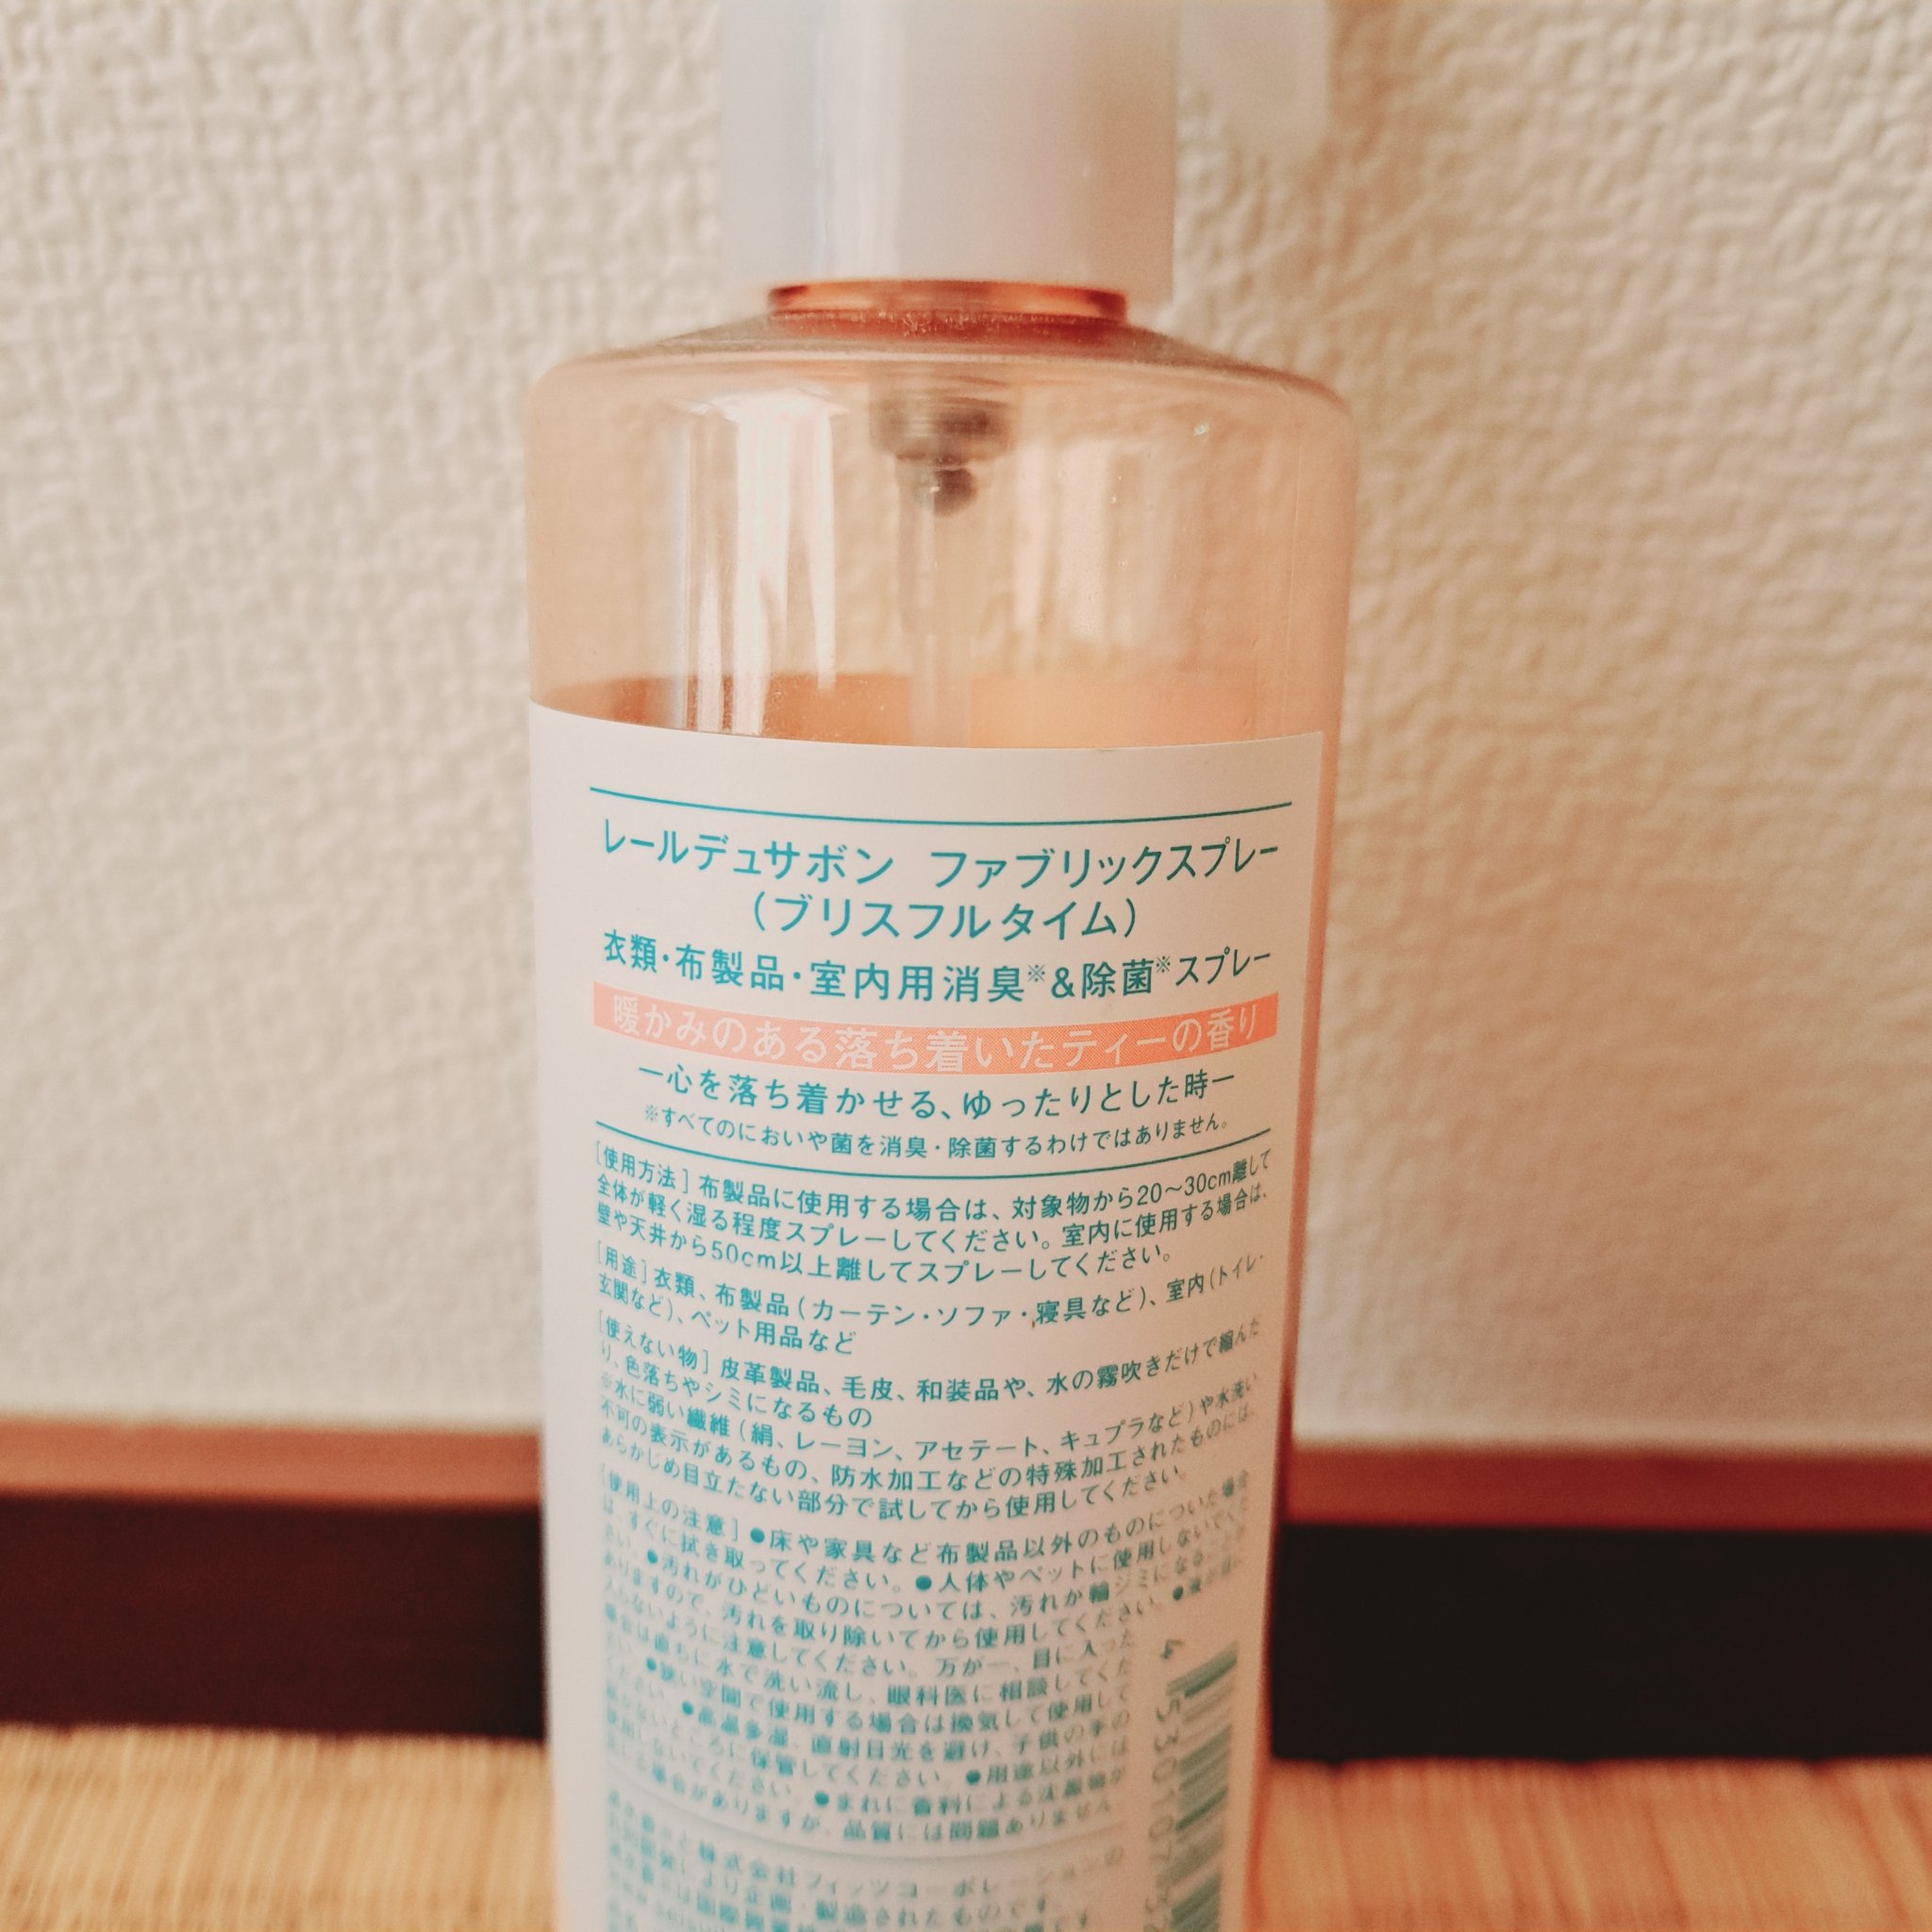 レールデュサボン ファブリックスプレー
(ブリスフルタイム)
衣類・布製品・室内用消臭※&除菌※スプレー
暖かみのある落ち着いたティーの香り
—心を落ち着かせる、ゆったりとした時—
※すべてのにおいや菌を消臭・除菌するわけではありません。
[使用方法]布製品に使用する場合は、対象物から20〜30cm離して
全体が軽く湿る程度スプレーしてください。室内に使用する場合は、
壁や天井から50cm以上離してスプレーしてください。
[用途]衣類、布製品(カーテン・ソファ・寝具など)、室内(トイレ・
玄関など)、ペット用品など
[使えない物]皮革製品、毛皮、和装品や、水の霧吹きだけで縮んた
り、色落ちやシミになるもの
※水に弱い繊維(絹、レーヨン、アセテート、キュプラなど)や水洗い
不可の表示があるもの、防水加工などの特殊加工されたものには、
あらかじめ目立たない部分で試してから使用してください。
[使用上の注意]●床や家具など布製品以外のものについた場合
は、すぐに拭き取ってください。●人体やペットに使用しないでくだ
さい。●汚れがひどいものについては、汚れか輪シミになることが
ありますので、汚れを取り除いてから使用してください。●液が目に
入らないように注意してください。万が一、目に入った
場合は直ちに水で洗い流し、眼科医に相談してくだ
さい。●狭い空間で使用する場合は換気して使用して
ください。●高温多湿、直射日光を避け、子供の手の
届かないところに保管してください。●用途以外には
使用しないでください。●まれに香料による沈殿物が
生じる場合がありますが、品質には問題ありません。
株式会社フィッツコーポレーションの
により企画・製造されたものです
4 530107